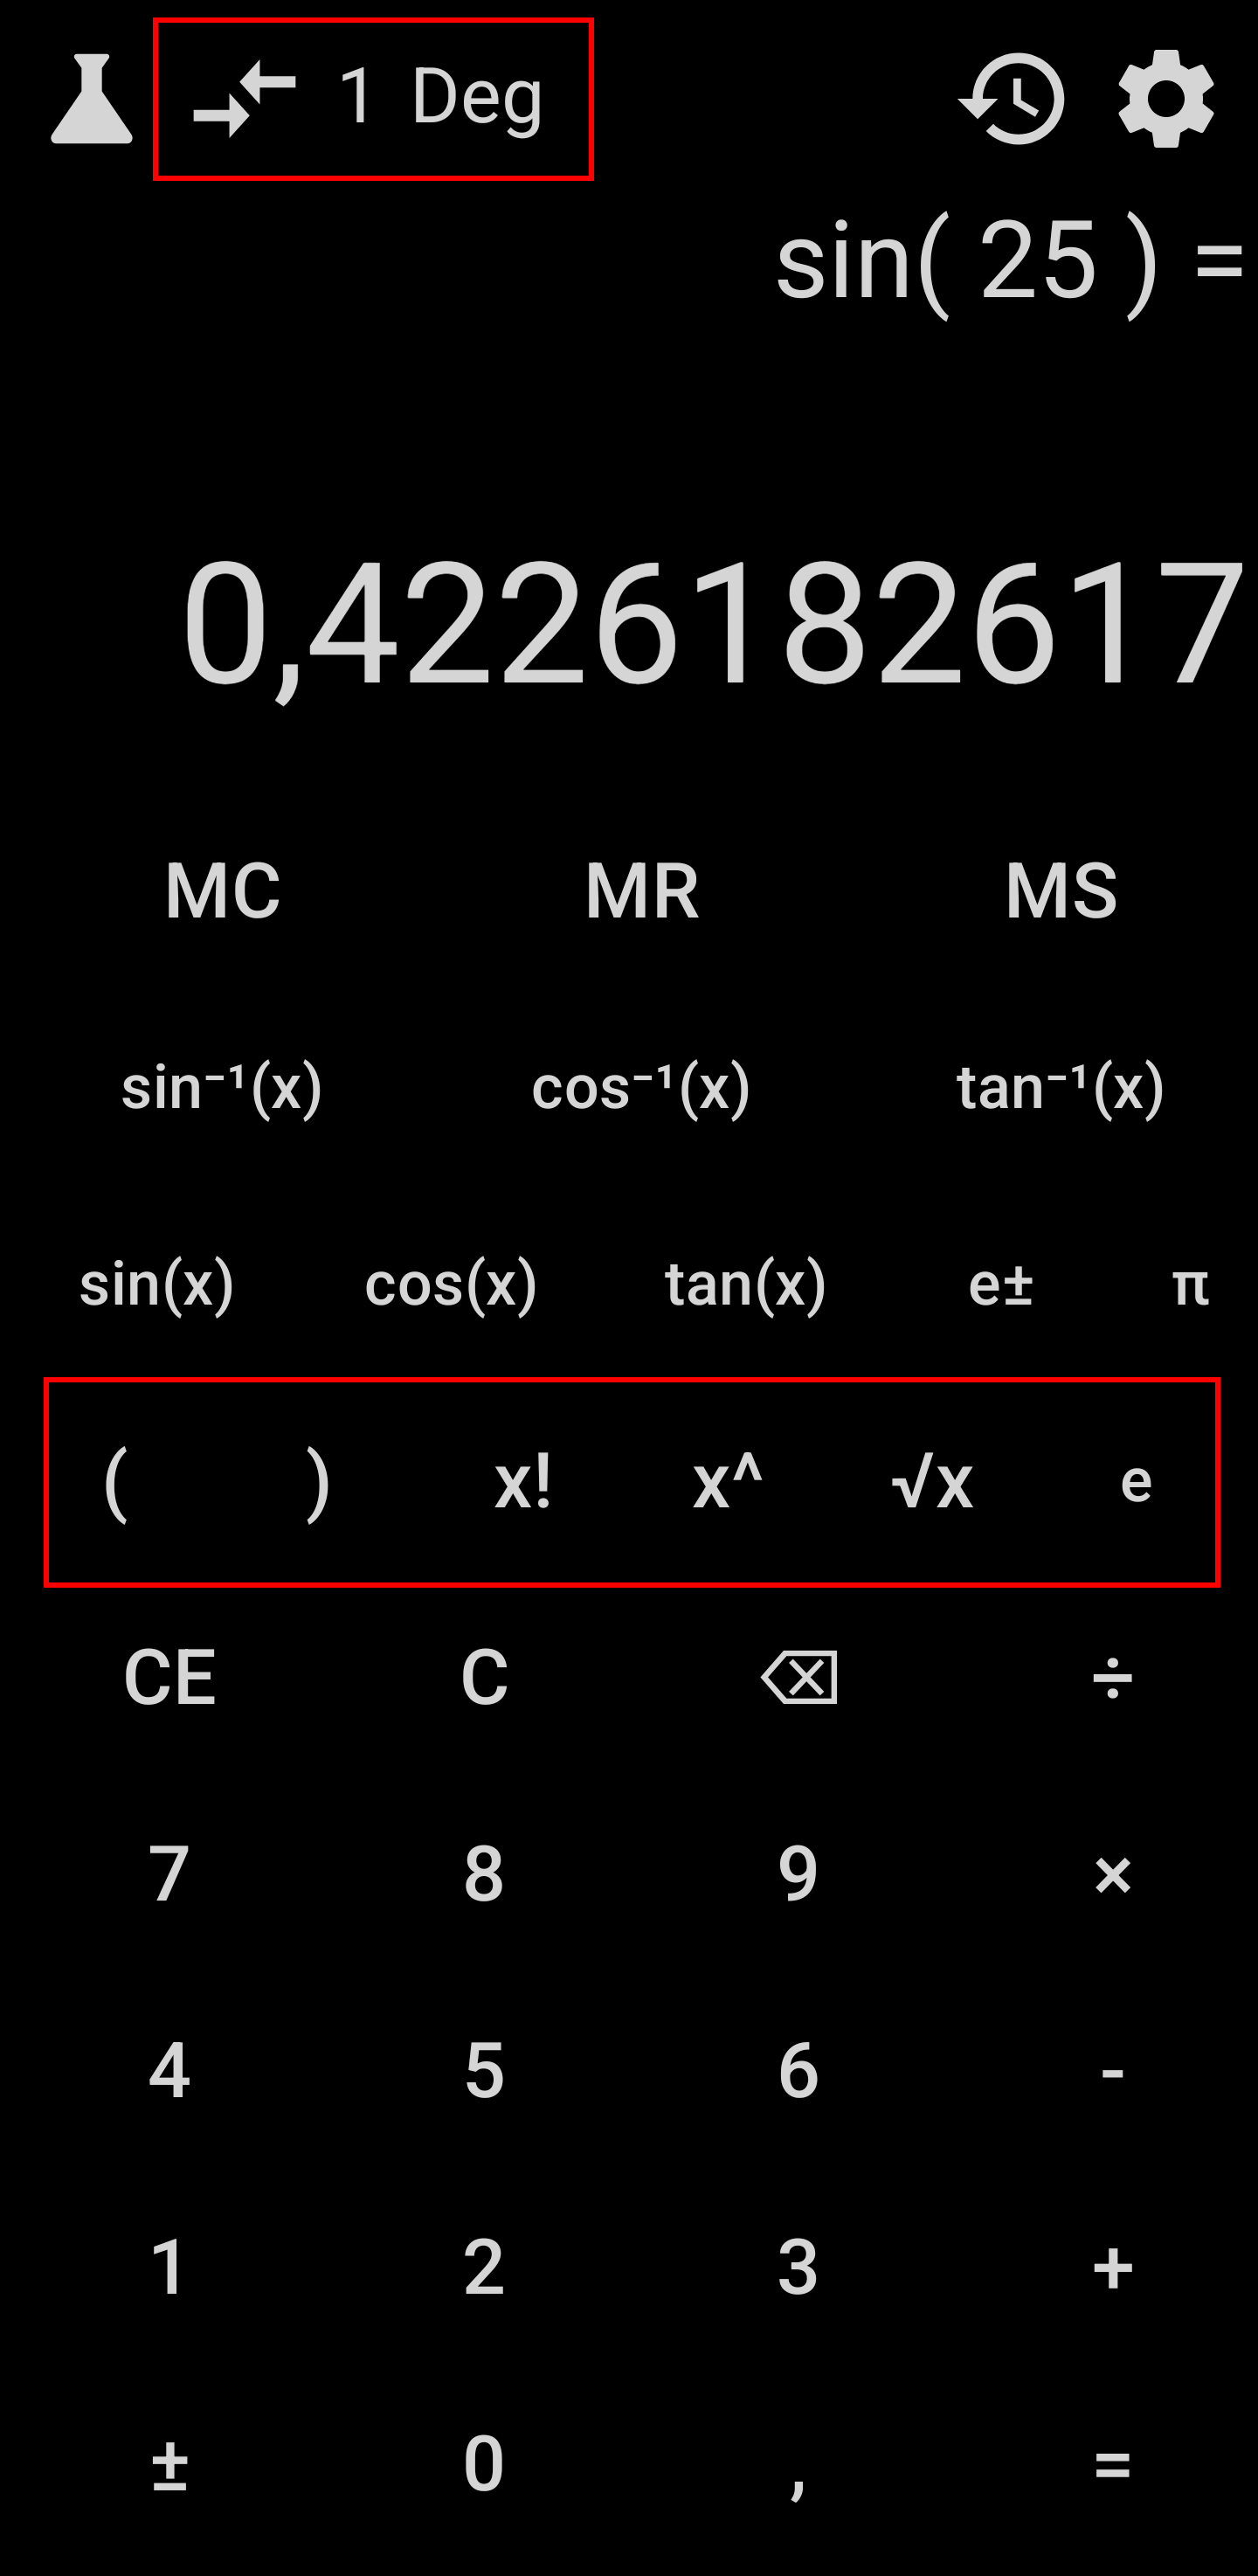 1 Deg
sin( 25 ) =
0,4226182617
MC MR MS
sin⁻¹(x) cos⁻¹(x) tan⁻¹(x)
sin(x) cos(x) tan(x) e± π
( ) x! x^ √x e
CE C ÷
7 8 9 ×
4 5 6 -
1 2 3 +
± 0 , =